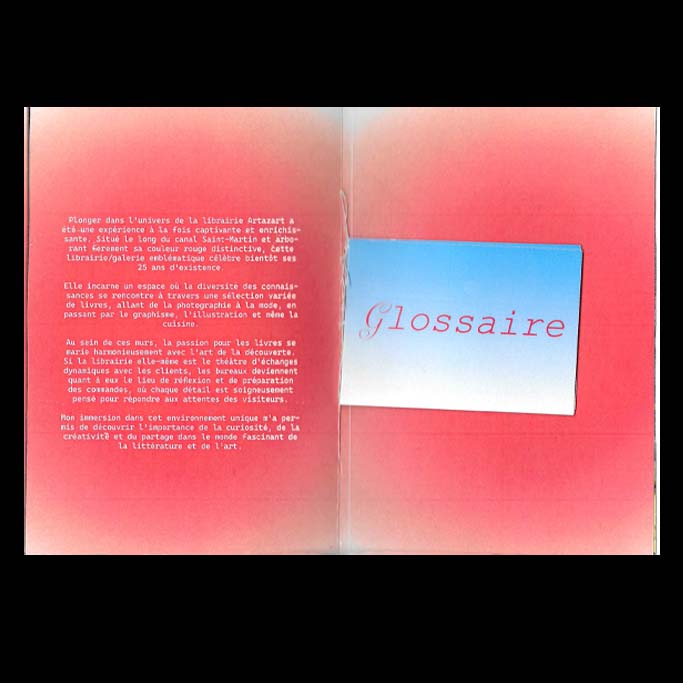 Plonger dans l'univers de la librairie Artazart a
été une expérience à la fois captivante et enrichis-
sante. Situé le long du canal Saint-Martin et arbo-
rant fièrement sa couleur rouge distinctive, cette
librairie/galerie emblématique célèbre bientôt ses
25 ans d'existence.
Elle incarne un espace où la diversité des connais-
sances se rencontre à travers une sélection variée
de livres, allant de la photographie à la mode, en
passant par le graphisme, l'illustration et même la
cuisine.
Au sein de ces murs, la passion pour les livres se
marie harmonieusement avec l'art de la découverte.
Si la librairie elle-même est le théâtre d'échanges
dynamiques avec les clients, les bureaux deviennent
quant à eux le lieu de réflexion et de préparation
des commandes, où chaque détail est soigneusement
pensé pour répondre aux attentes des visiteurs.
Mon immersion dans cet environnement unique m'a per-
mis de découvrir l'importance de la curiosité, de la
créativité et du partage dans le monde fascinant de
la littérature et de l'art.
Glossaire